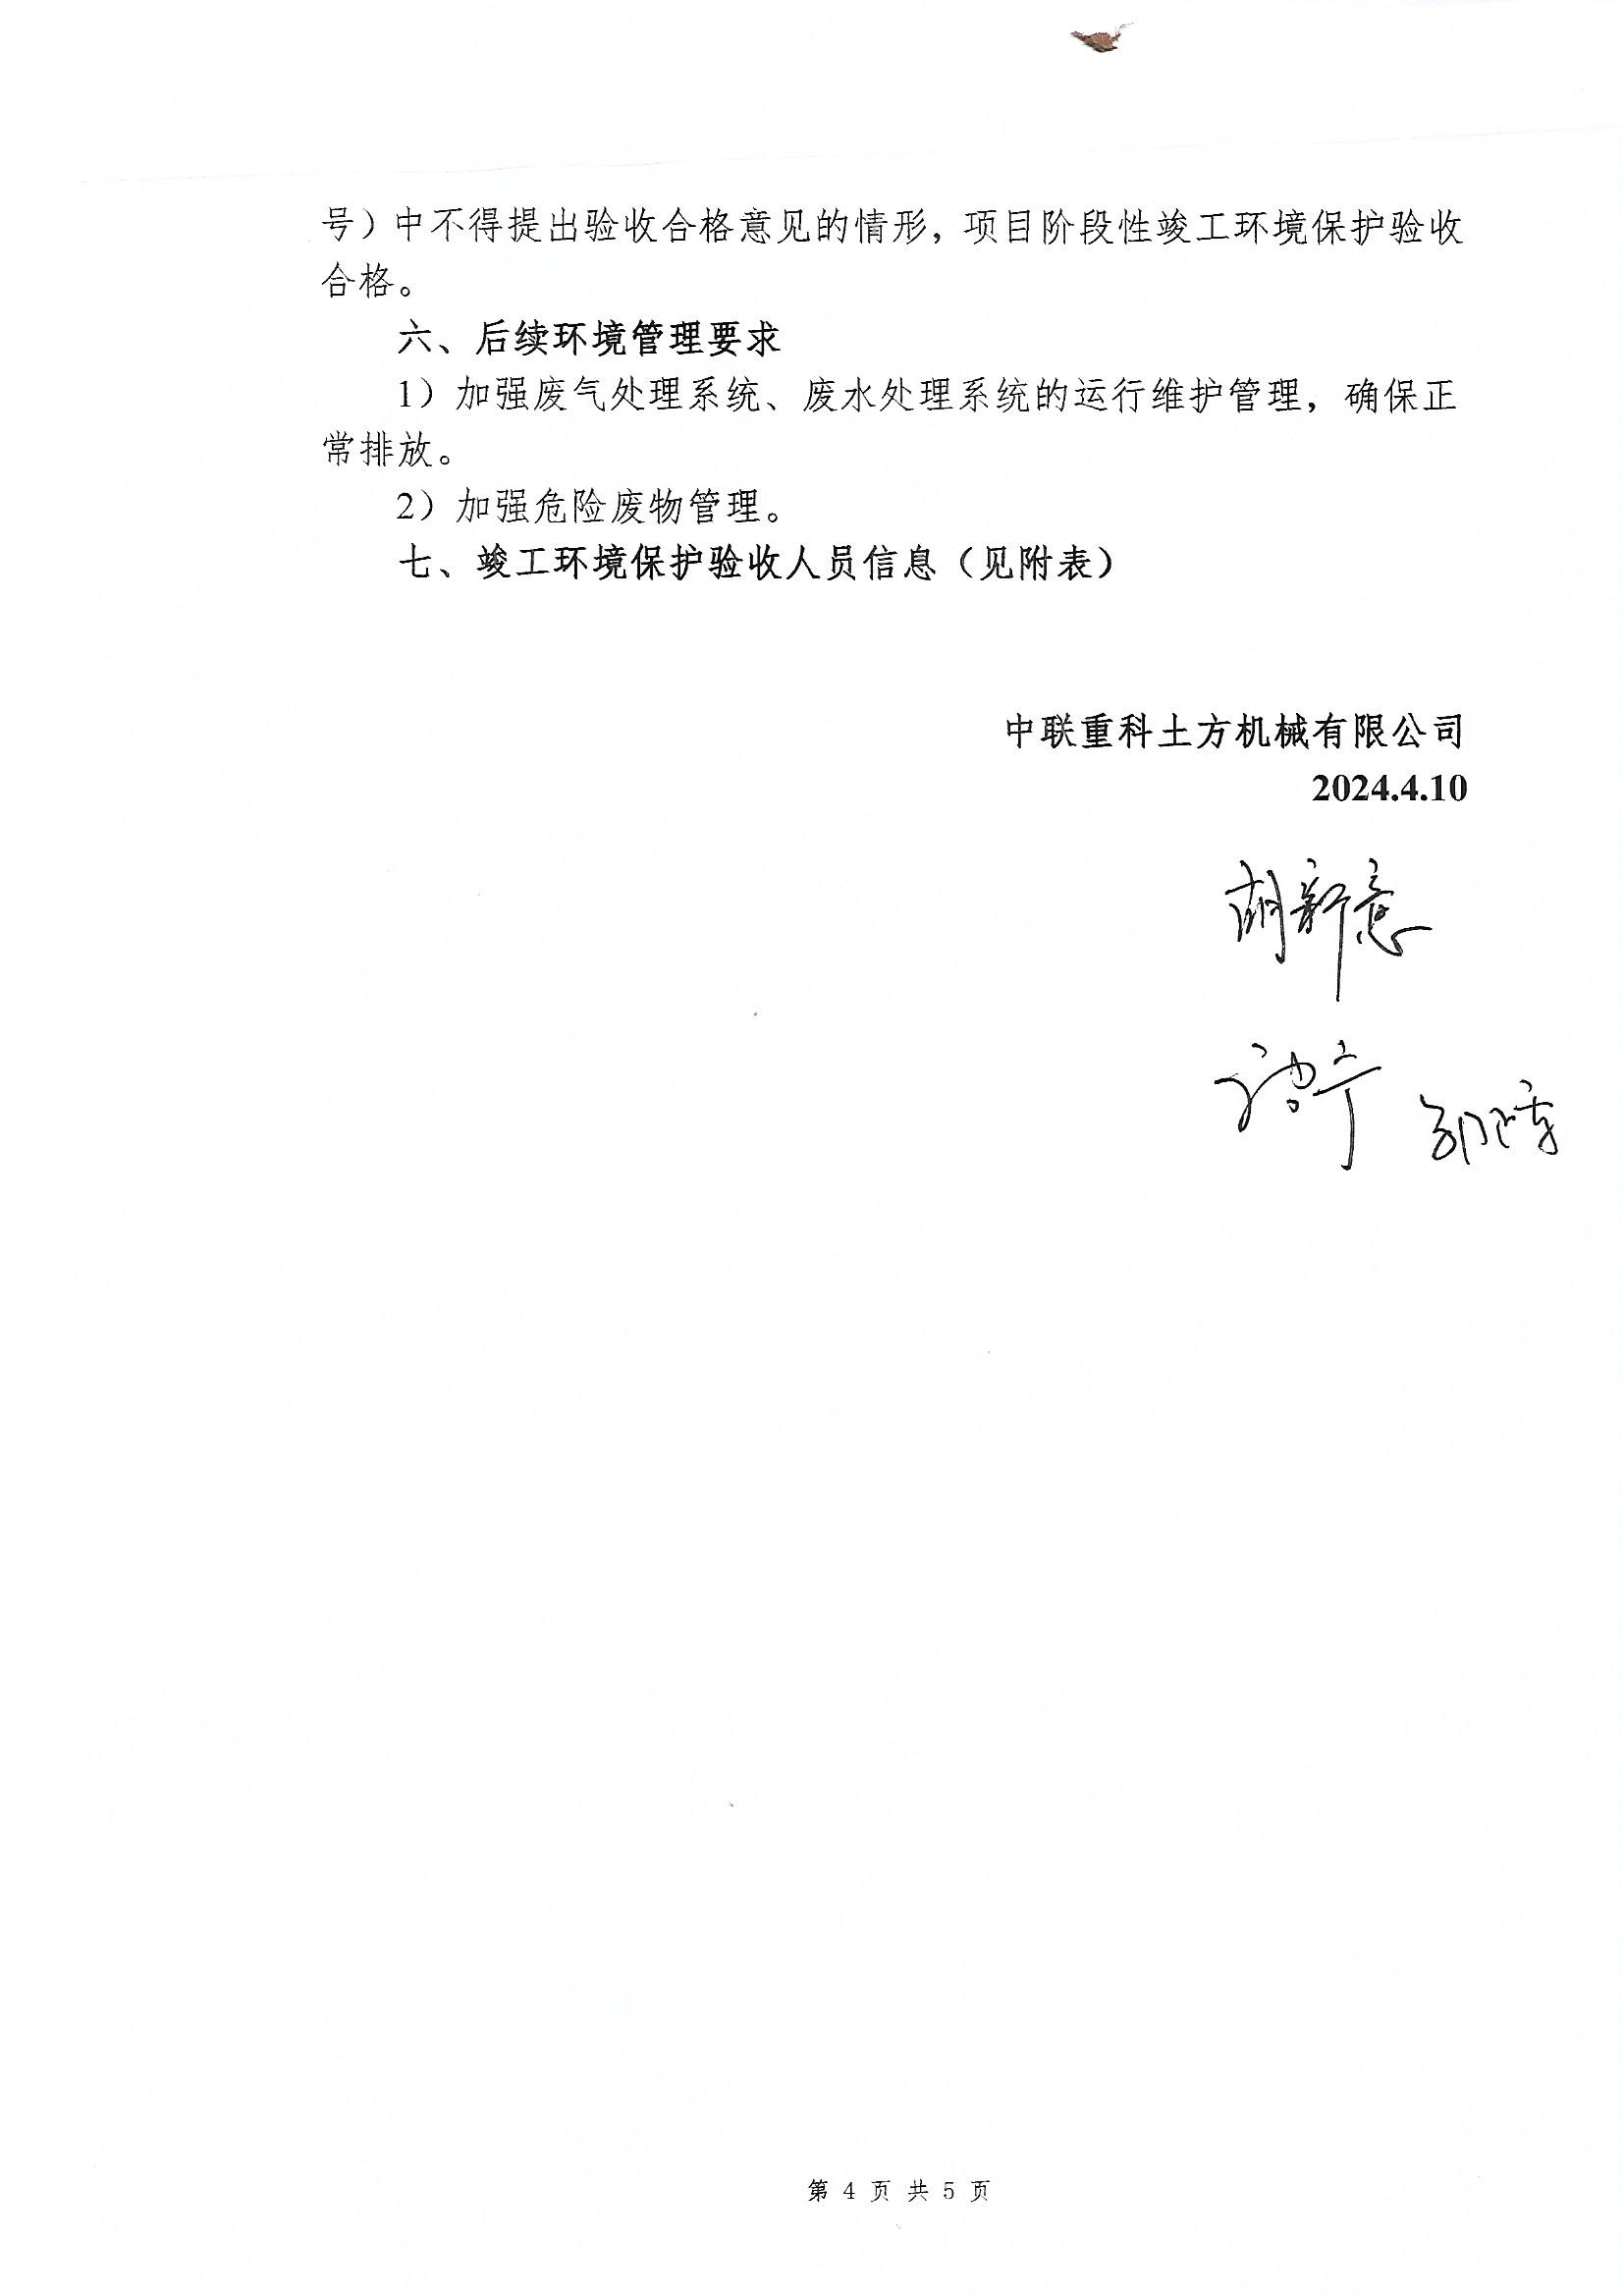 号）中不得提出验收合格意见的情形，项目阶段性竣工环境保护验收
合格。
六、后续环境管理要求
1）加强废气处理系统、废水处理系统的运行维护管理，确保正
常排放。
2）加强危险废物管理。
七、竣工环境保护验收人员信息（见附表）
中联重科土方机械有限公司
2024.4.10
胡新意
第 4 页 共 5 页